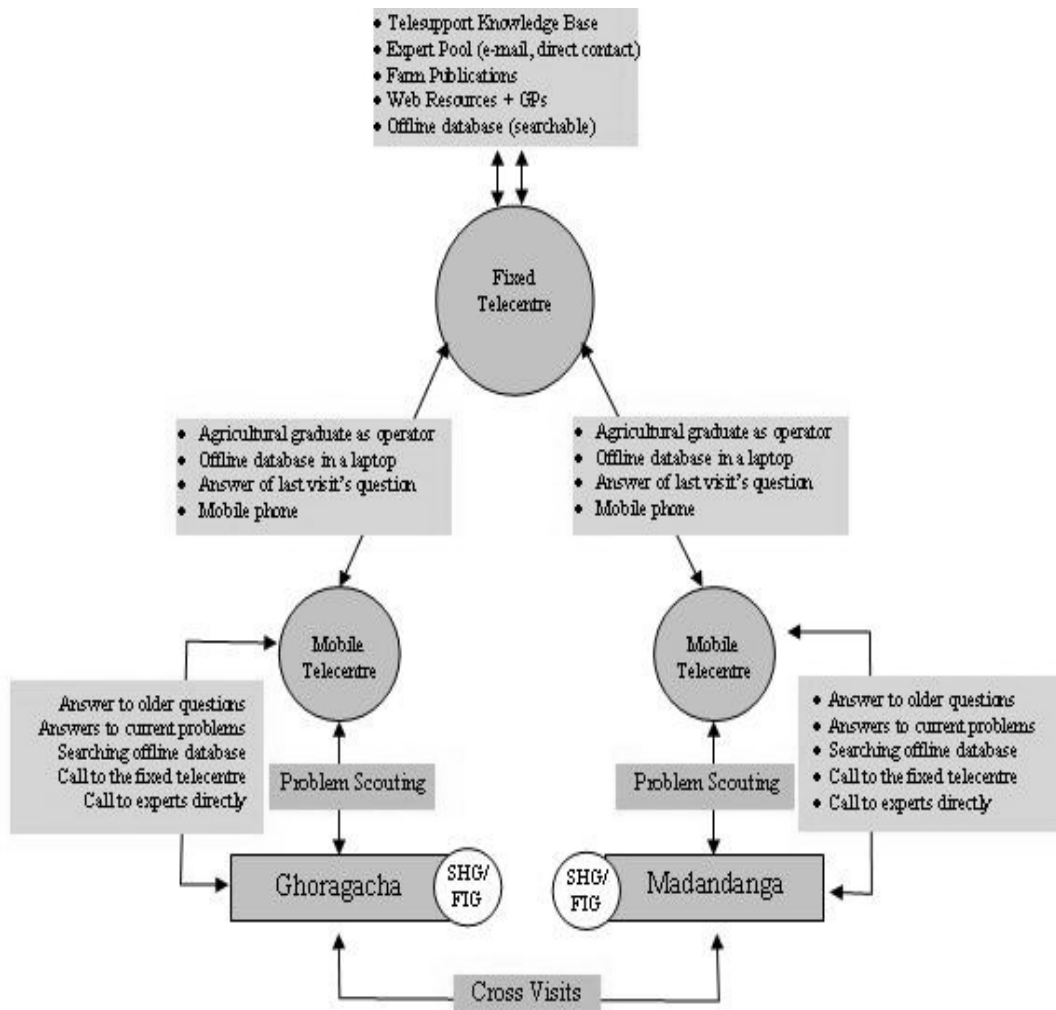 • Telesupport Knowledge Base
• Expert Pool (e-mail, direct contact)
• Farm Publications
• Web Resources + GPs
• Offline database (searchable)
Fixed
Telecentre
• Agricultural graduate as operator
• Offline database in a laptop
• Answer of last visit's question
• Mobile phone
• Agricultural graduate as operator
• Offline database in a laptop
• Answer of last visit's question
• Mobile phone
Mobile
Telecentre
Mobile
Telecentre
Answer to older questions
Answers to current problems
Searching offline database
Call to the fixed telecentre
Call to experts directly
• Answer to older questions
• Answers to current problems
• Searching offline database
• Call to the fixed telecentre
• Call to experts directly
Problem Scouting
Problem Scouting
Ghoragacha
SHG/
FIG
SHG/
FIG
Madandanga
Cross Visits